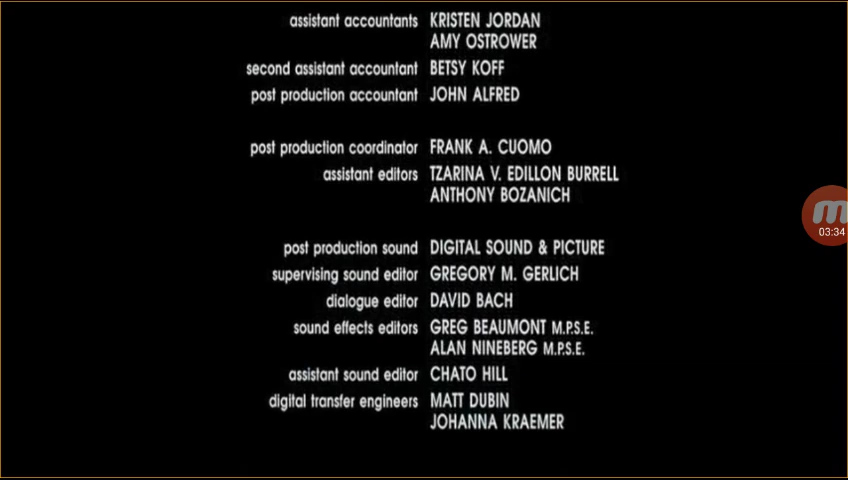 assistant accountants KRISTEN JORDAN
AMY OSTROWER
second assistant accountant BETSY KOFF
post production accountant JOHN ALFRED
post production coordinator FRANK A. CUOMO
assistant editors TZARINA V. EDILLON BURRELL
ANTHONY BOZANICH
post production sound DIGITAL SOUND & PICTURE
supervising sound editor GREGORY M. GERLICH
dialogue editor DAVID BACH
sound effects editors GREG BEAUMONT M.P.S.E.
ALAN NINEBERG M.P.S.E.
assistant sound editor CHATO HILL
digital transfer engineers MATT DUBIN
JOHANNA KRAEMER
m
03:34